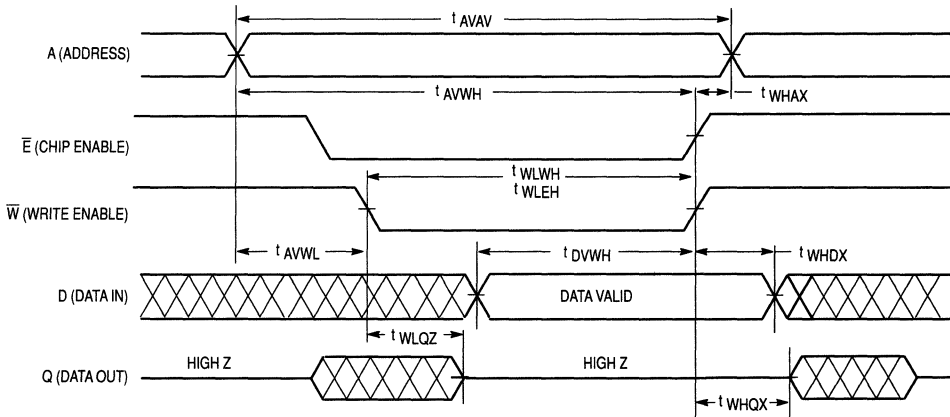 t AVAV
A (ADDRESS)
t AVWH
t WHAX
E (CHIP ENABLE)
t WLWH
t WLEH
W (WRITE ENABLE)
t AVWL
t DVWH
t WHDX
D (DATA IN)
DATA VALID
t WLQZ
HIGH Z
HIGH Z
Q (DATA OUT)
t WHQX